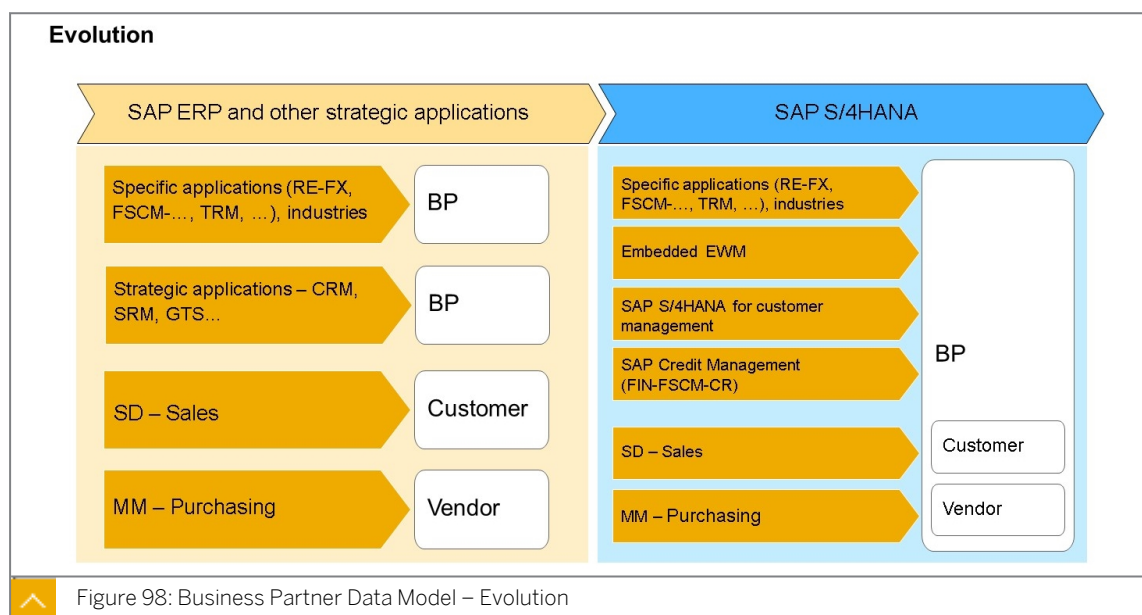 Evolution
SAP ERP and other strategic applications
Specific applications (RE-FX,
FSCM-…, TRM, …), industries
BP
Strategic applications – CRM,
SRM, GTS...
BP
SD – Sales
Customer
MM – Purchasing
Vendor
SAP S/4HANA
Specific applications (RE-FX,
FSCM-…, TRM, …), industries
Embedded EWM
SAP S/4HANA for customer
management
SAP Credit Management
(FIN-FSCM-CR)
BP
SD – Sales
Customer
MM – Purchasing
Vendor
Figure 98: Business Partner Data Model – Evolution